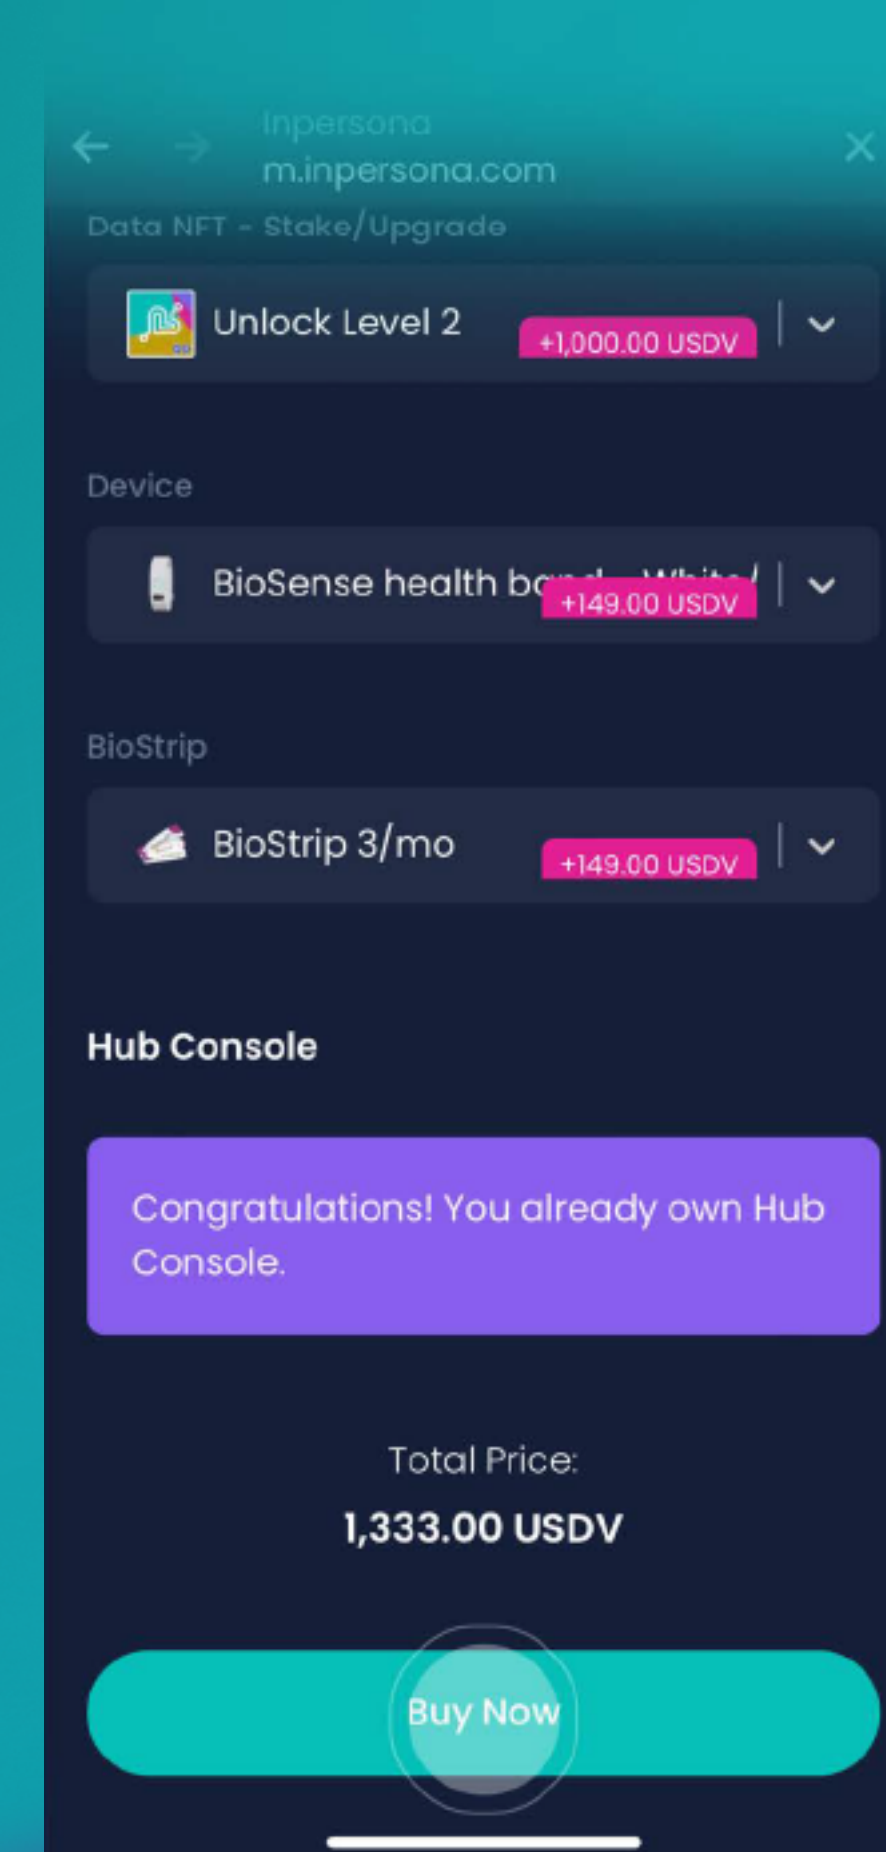 Inpersona
m.inpersona.com
Data NFT - Stake/Upgrade
Unlock Level 2
+1,000.00 USDV
Device
BioSense health band - White/
+149.00 USDV
BioStrip
BioStrip 3/mo
+149.00 USDV
Hub Console
Congratulations! You already own Hub
Console.
Total Price:
1,333.00 USDV
Buy Now